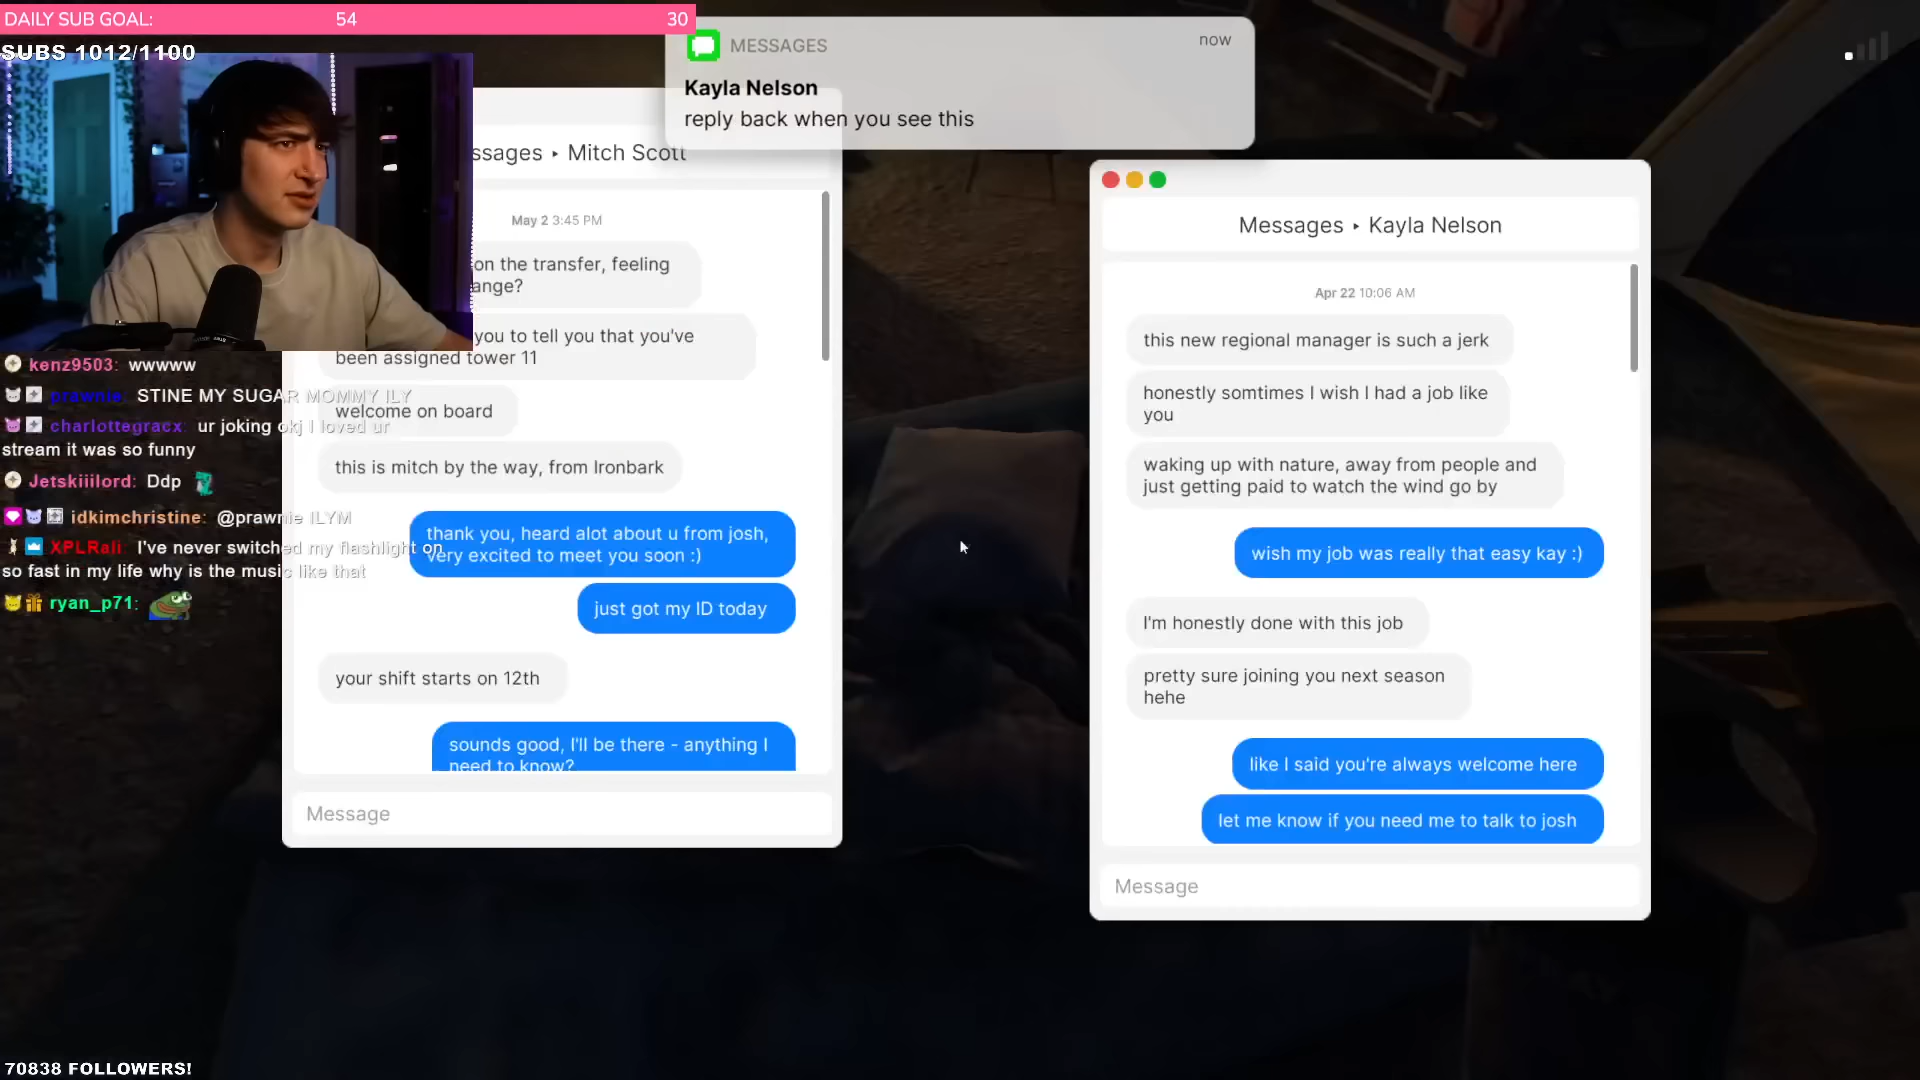 DAILY SUB GOAL: 54 30
SUBS 1012/1100
MESSAGES now
Kayla Nelson
reply back when you see this
ssages ▸ Mitch Scott
May 2 3:45 PM
on the transfer, feeling
ange?
you to tell you that you've
been assigned tower 11
welcome on board
this is mitch by the way, from Ironbark
thank you, heard alot about u from josh,
very excited to meet you soon :)
just got my ID today
your shift starts on 12th
sounds good, I'll be there - anything I
need to know?
Message
Messages ▸ Kayla Nelson
Apr 22 10:06 AM
this new regional manager is such a jerk
honestly somtimes I wish I had a job like
you
waking up with nature, away from people and
just getting paid to watch the wind go by
wish my job was really that easy kay :)
I'm honestly done with this job
pretty sure joining you next season
hehe
like I said you're always welcome here
let me know if you need me to talk to josh
Message
kenz9503: wwwww
prawnie: STINE MY SUGAR MOMMY ILY
charlottegracx: ur joking okj I loved ur
stream it was so funny
Jetskiiilord: Ddp
idkimchristine: @prawnie ILYM
XPLRali I've never switched my flashlight on
so fast in my life why is the music like that
ryan_p71:
70838 FOLLOWERS!